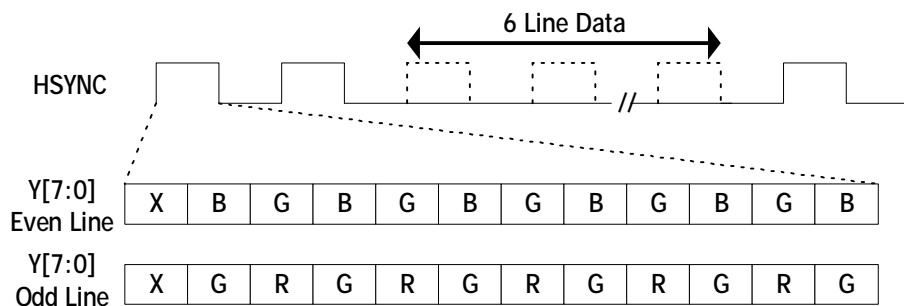 6 Line Data
HSYNC
//
Y[7:0]
Even Line
X B G B G B G B G B G B
Y[7:0]
Odd Line
X G R G R G R G R G R G